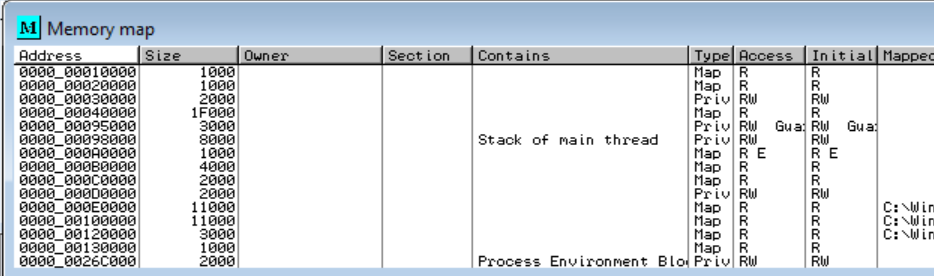 M Memory map
Address Size Owner Section Contains Type Access Initial Mapped
0000_00010000 1000 Map R R
0000_00020000 1000 Map R R
0000_00030000 2000 Priv RW RW
0000_00040000 1F000 Map R R
0000_00095000 3000 Priv RW Gua RW Gua
0000_00098000 8000 Stack of main thread Priv RW RW
0000_000A0000 1000 Map R E R E
0000_000B0000 4000 Map R R
0000_000C0000 2000 Map R R
0000_000D0000 2000 Priv RW RW
0000_000E0000 11000 Map R R C:\Win
0000_00100000 11000 Map R R C:\Win
0000_00120000 3000 Map R R C:\Win
0000_00130000 1000 Map R R
0000_0026C000 2000 Process Environment Blo Priv RW RW